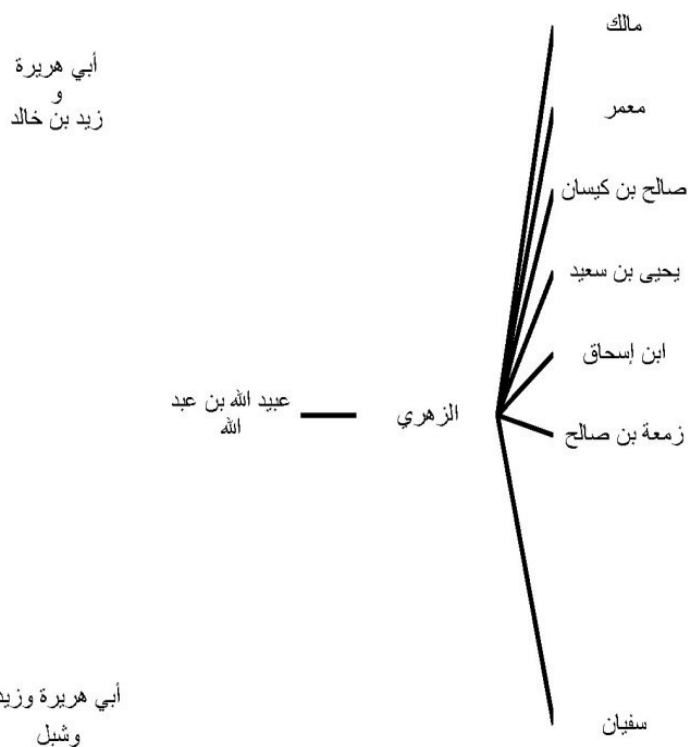 مالك
معمر
صالح بن كيسان
يحيى بن سعيد
ابن إسحاق
زمعة بن صالح
سفيان
الزهري
عبيد الله بن عبد
الله
أبي هريرة
و
زيد بن خالد
أبي هريرة وزيد
وشبل